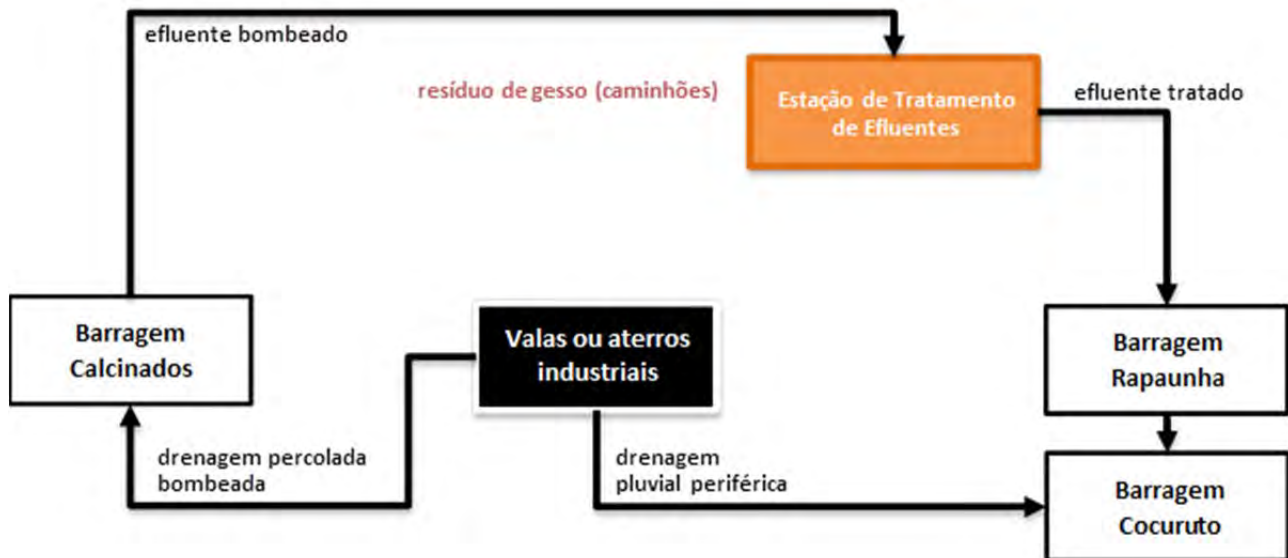 efluente bombeado
resíduo de gesso (caminhões)
Estação de Tratamento
de Efluentes
efluente tratado
Barragem
Calcinados
Valas ou aterros
industriais
Barragem
Rapaunha
drenagem percolada
bombeada
drenagem
pluvial periférica
Barragem
Cocuruto